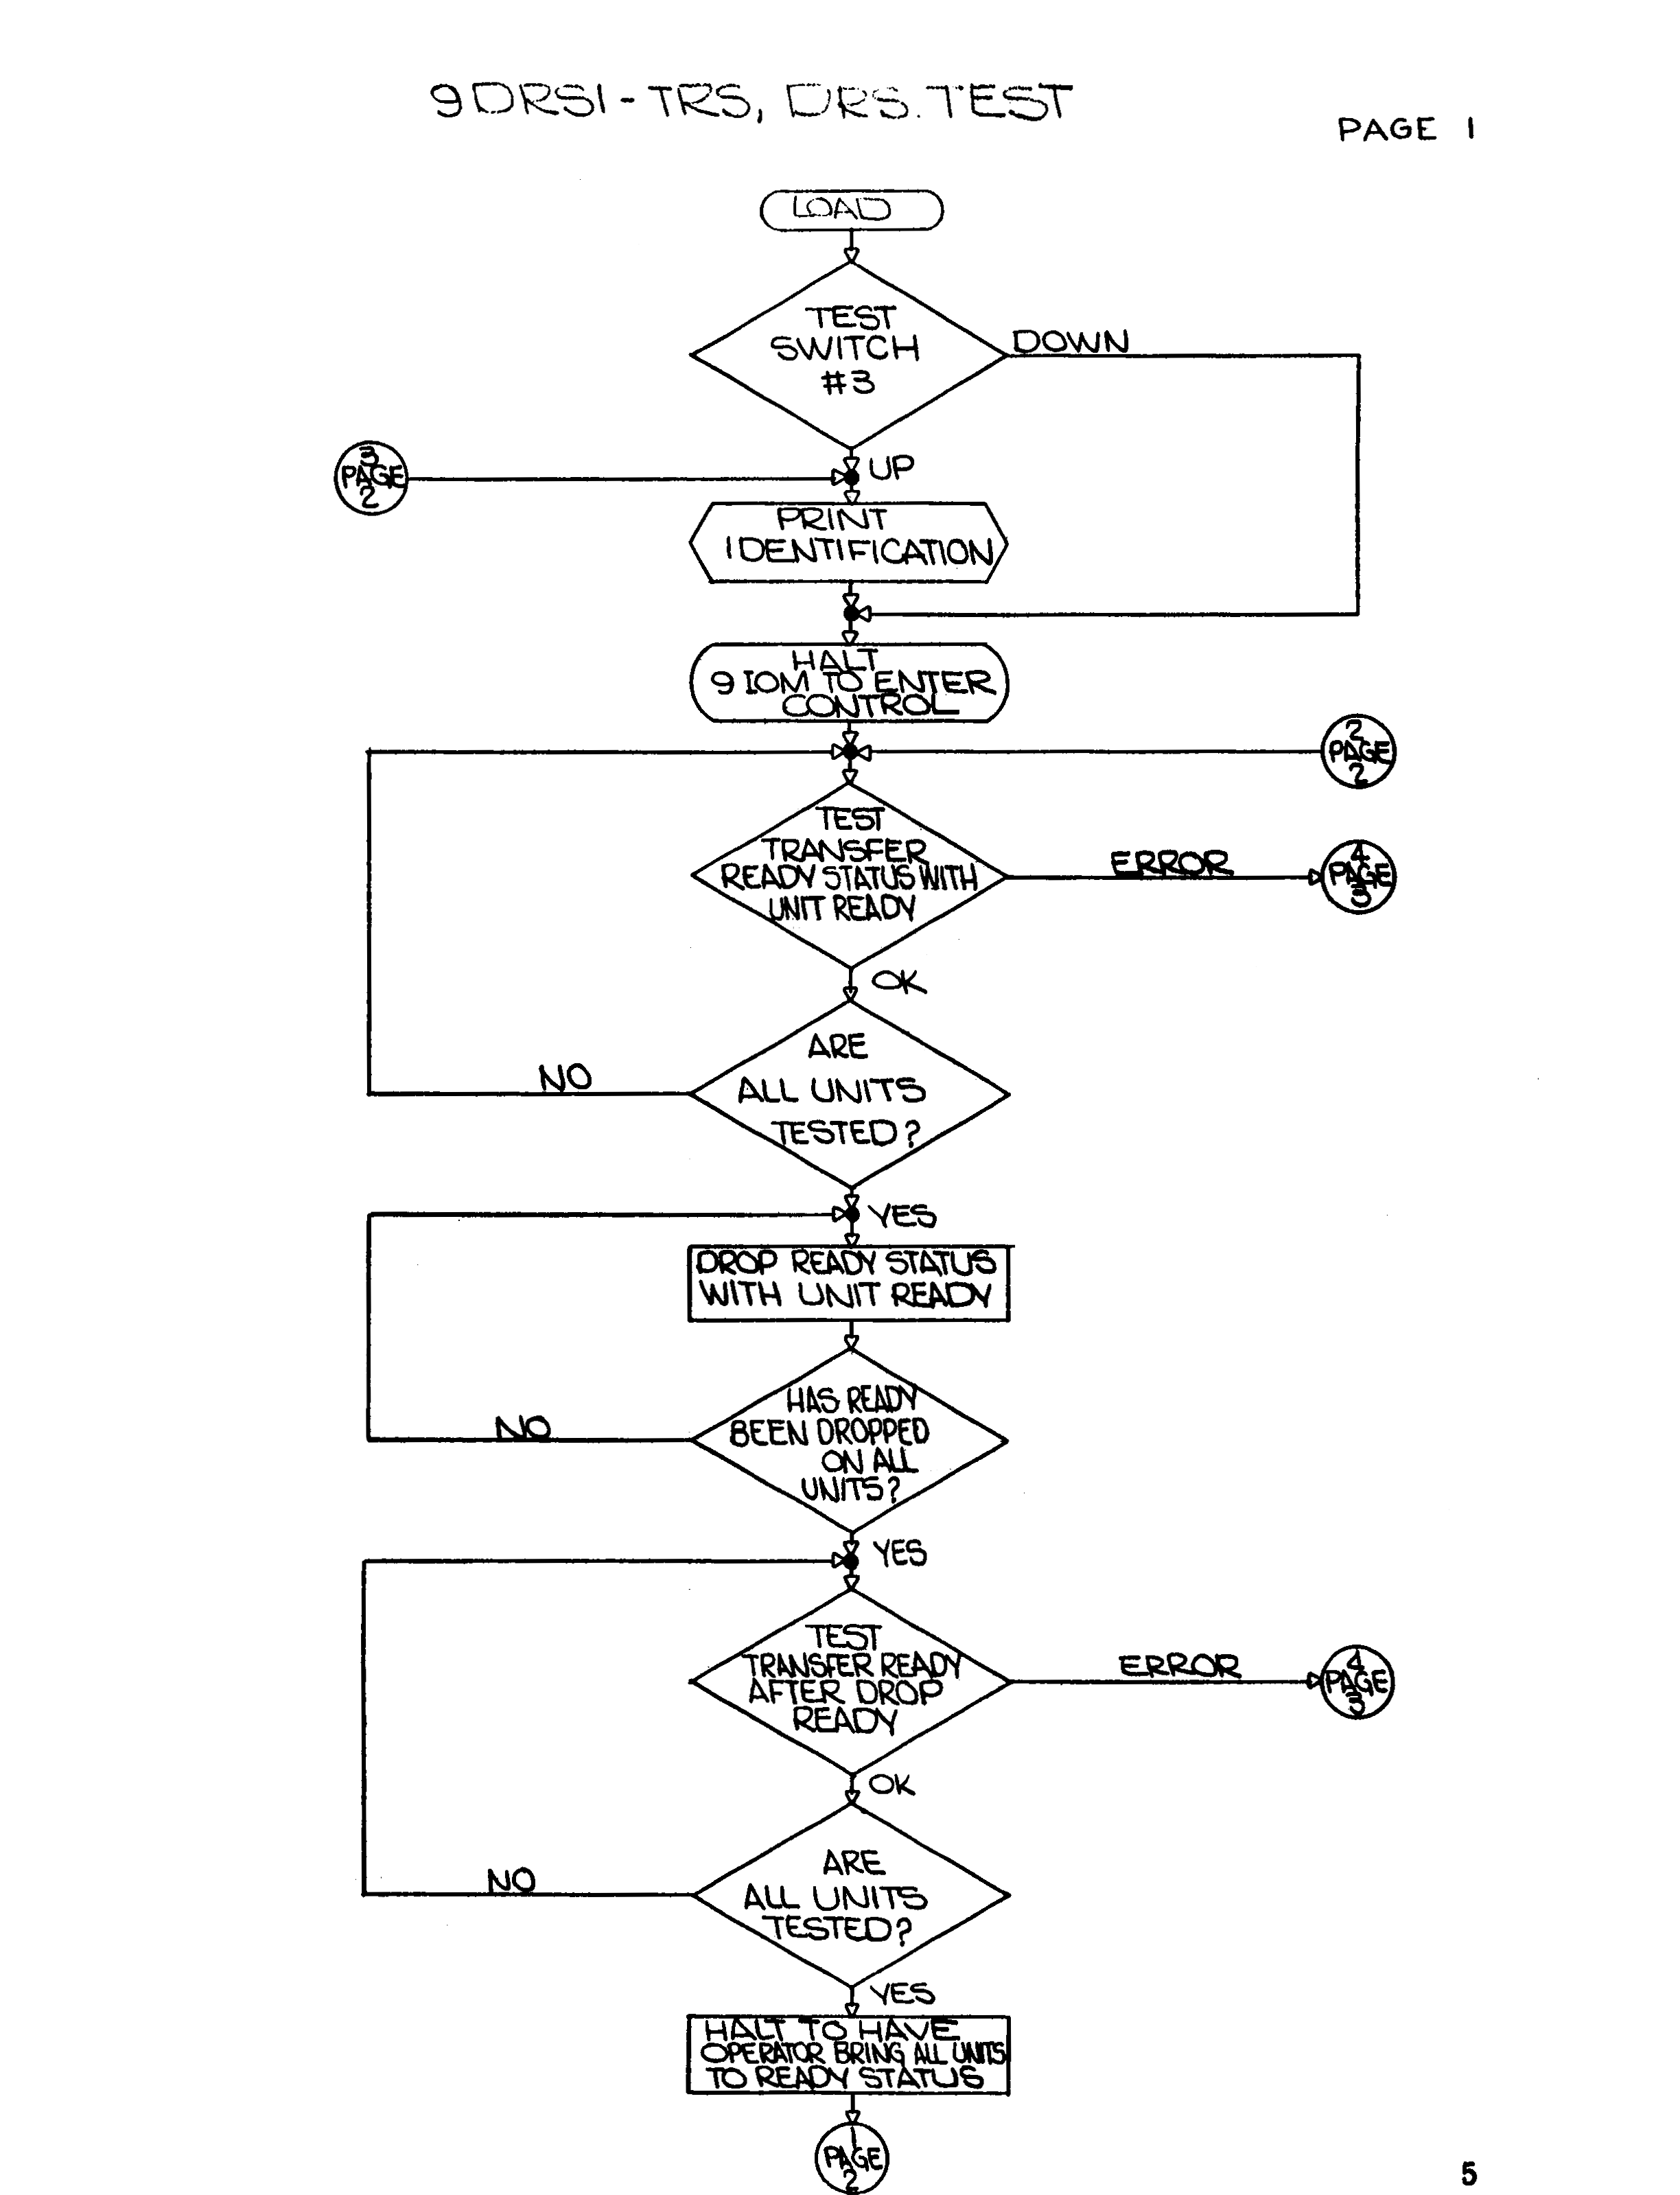 9DRS1 - TRS, DRS. TEST
PAGE 1
LOAD
TEST
SWITCH
#3
DOWN
UP
3
PAGE
2
PRINT
IDENTIFICATION
HALT
9 IOM TO ENTER
CONTROL
2
PAGE
2
TEST
TRANSFER
READY STATUS WITH
UNIT READY
ERROR
4
PAGE
3
OK
ARE
ALL UNITS
TESTED?
NO
YES
DROP READY STATUS
WITH UNIT READY
HAS READY
BEEN DROPPED
ON ALL
UNITS?
NO
YES
TEST
TRANSFER READY
AFTER DROP
READY
ERROR
4
PAGE
3
OK
ARE
ALL UNITS
TESTED?
NO
YES
HALT TO HAVE
OPERATOR BRING ALL UNITS
TO READY STATUS
1
PAGE
2
5